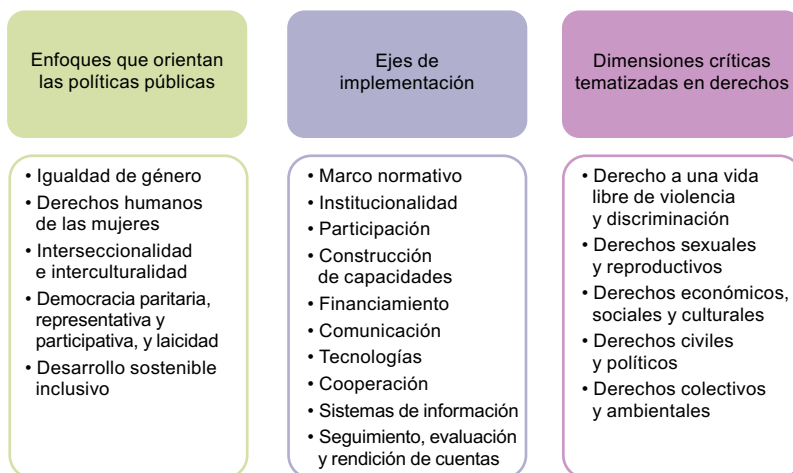 Enfoques que orientan
las políticas públicas
• Igualdad de género
• Derechos humanos
de las mujeres
• Interseccionalidad
e interculturalidad
• Democracia paritaria,
representativa y
participativa, y laicidad
• Desarrollo sostenible
inclusivo
Ejes de
implementación
• Marco normativo
• Institucionalidad
• Participación
• Construcción
de capacidades
• Financiamiento
• Comunicación
• Tecnologías
• Cooperación
• Sistemas de información
• Seguimiento, evaluación
y rendición de cuentas
Dimensiones críticas
tematizadas en derechos
• Derecho a una vida
libre de violencia
y discriminación
• Derechos sexuales
y reproductivos
• Derechos económicos,
sociales y culturales
• Derechos civiles
y políticos
• Derechos colectivos
y ambientales